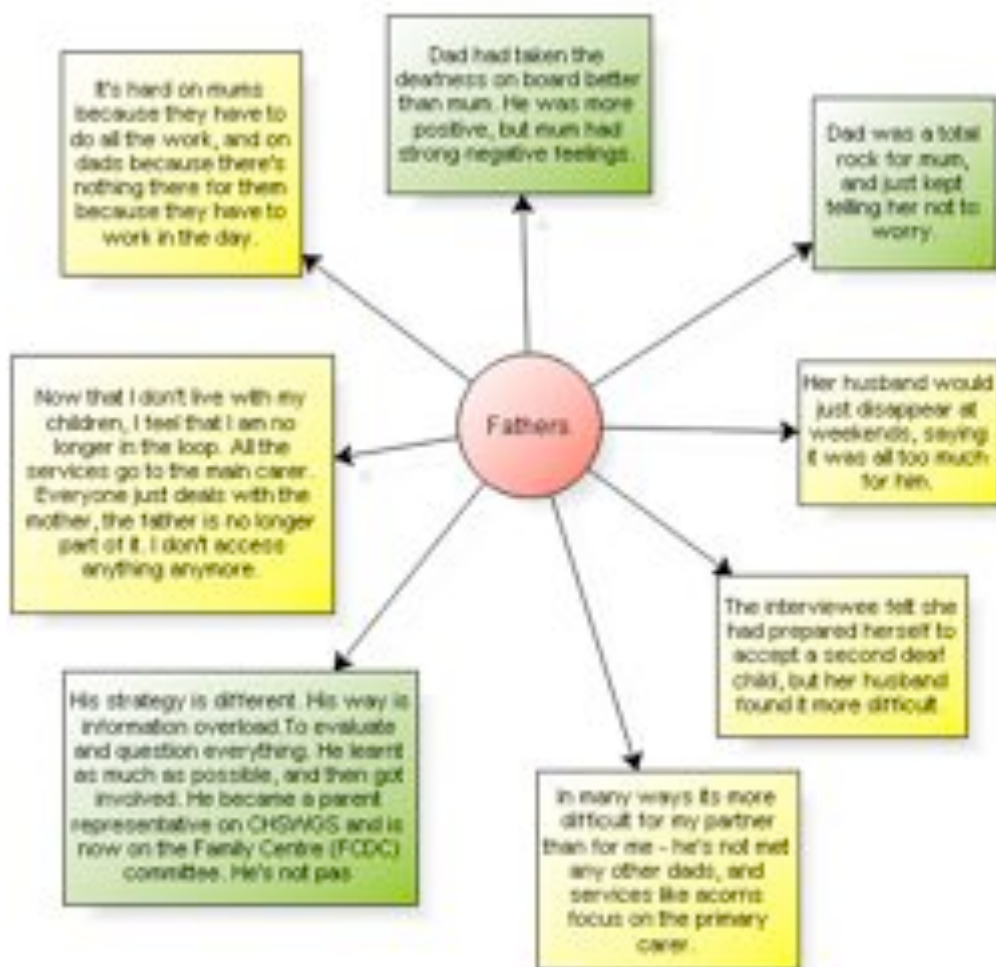 It's hard on mums
because they have to
do all the work, and on
dads because there's
nothing there for them
because they have to
work in the day.
Dad had taken the
deafness on board better
than mum. He was more
positive, but mum had
strong negative feelings.
Dad was a total
rock for mum,
and just kept
telling her not to
worry.
Fathers
Now that I don't live with my
children, I feel that I am no
longer in the loop. All the
services go to the main carer.
Everyone just deals with the
mother, the father is no longer
part of it. I don't access
anything anymore.
Her husband would
just disappear at
weekends, saying
it was all too much
for him.
The interviewee felt she
had prepared herself to
accept a second deaf
child, but her husband
found it more difficult.
His strategy is different. His way is
information overload.To evaluate
and question everything. He learnt
as much as possible, and then got
involved. He became a parent
representative on CHSWGS and is
now on the Family Centre (FCDC)
committee. He's not pas
In many ways its more
difficult for my partner
than for me - he's not met
any other dads, and
services like acorns
focus on the primary
carer.